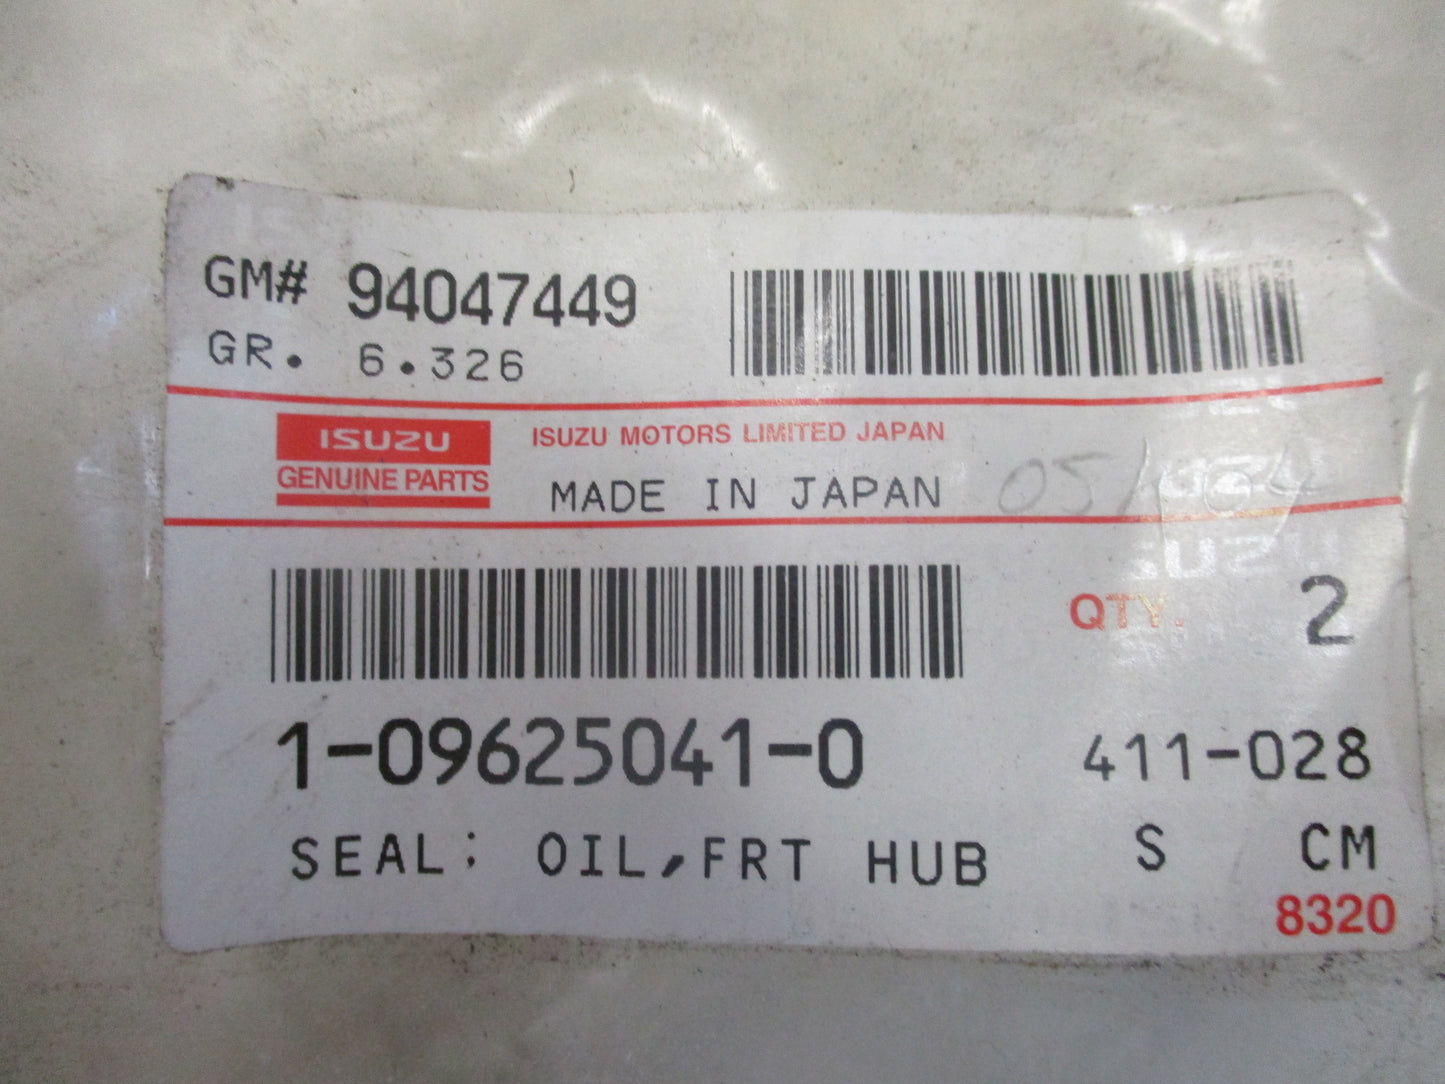 GM# 94047449
GR. 6.326
ISUZU
GENUINE PARTS
ISUZU MOTORS LIMITED JAPAN
MADE IN JAPAN
QTY. 2
1-09625041-0 411-028
SEAL; OIL,FRT HUB S CM
8320